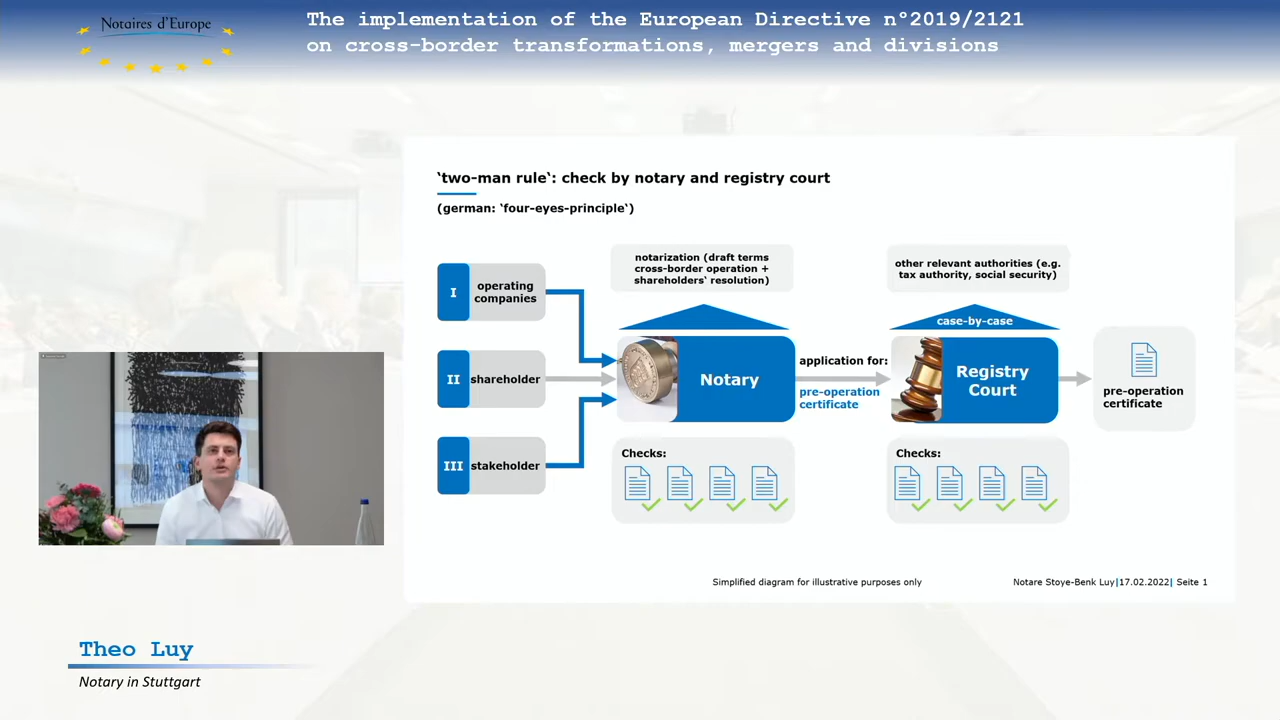 Notaires d'Europe
The implementation of the European Directive n°2019/2121
on cross-border transformations, mergers and divisions
‘two-man rule‘: check by notary and registry court
(german: ‘four-eyes-principle‘)
I
operating
companies
II
shareholder
III
stakeholder
notarization (draft terms
cross-border operation +
shareholders‘ resolution)
Notary
Checks:
application for:
pre-operation
certificate
other relevant authorities (e.g.
tax authority, social security)
case-by-case
Registry
Court
Checks:
pre-operation
certificate
Simplified diagram for illustrative purposes only
Notare Stoye-Benk Luy|17.02.2022| Seite 1
Theo Luy
Notary in Stuttgart